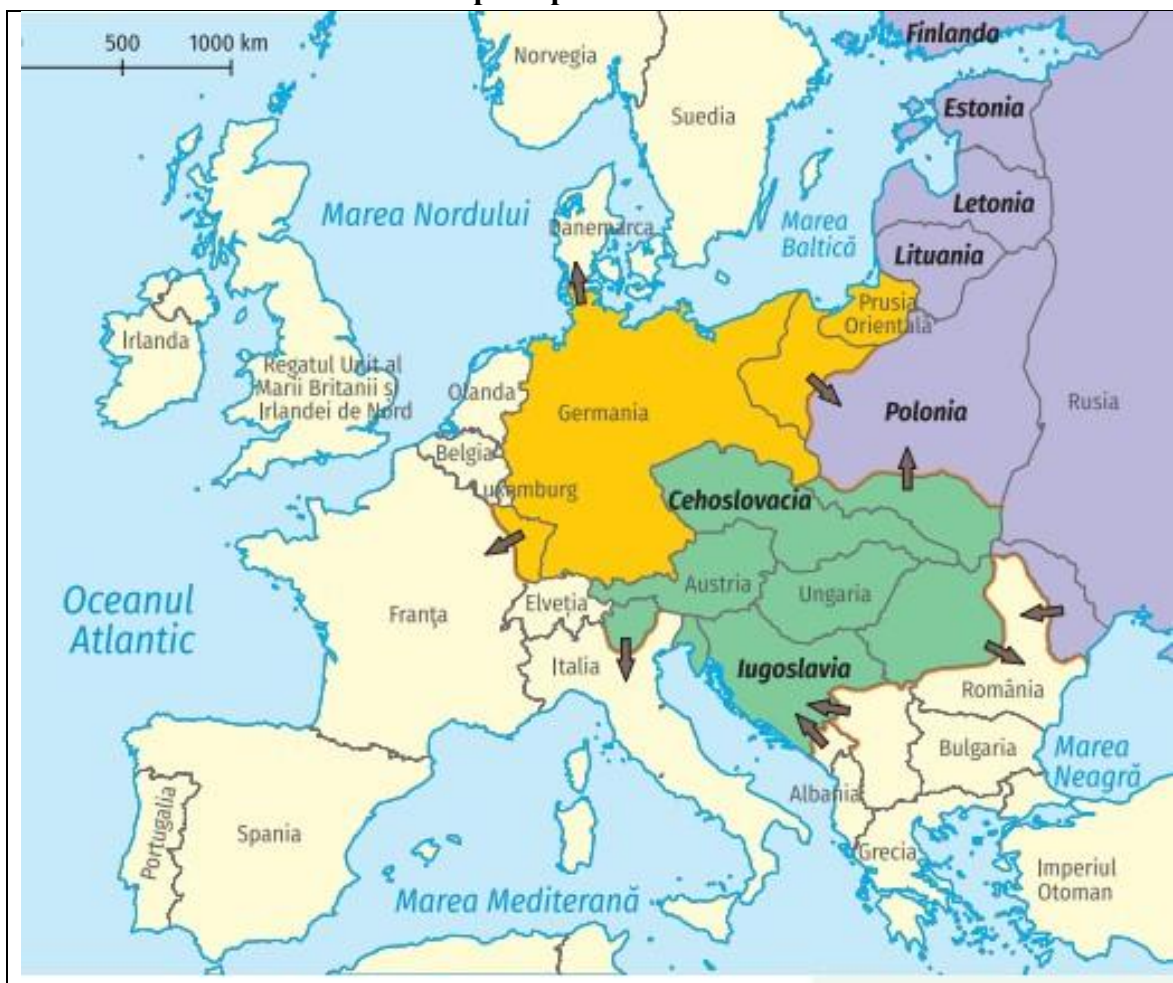 500
1000 km
Finlanda
Norvegia
Suedia
Estonia
Marea Nordului
Letonia
Marea
Baltică
Danemarca
Lituania
Prusia
Orientală
Irlanda
Regatul Unit al
Marii Britanii și
Irlandei de Nord
Olanda
Germania
Polonia
Rusia
Belgia
Luxemburg
Cehoslovacia
Oceanul
Atlantic
Franţa
Elveția
Austria
Ungaria
Italia
Iugoslavia
România
Bulgaria
Marea
Neagră
Albania
Portugalia
Spania
Grecia
Imperiul
Otoman
Marea Mediterană